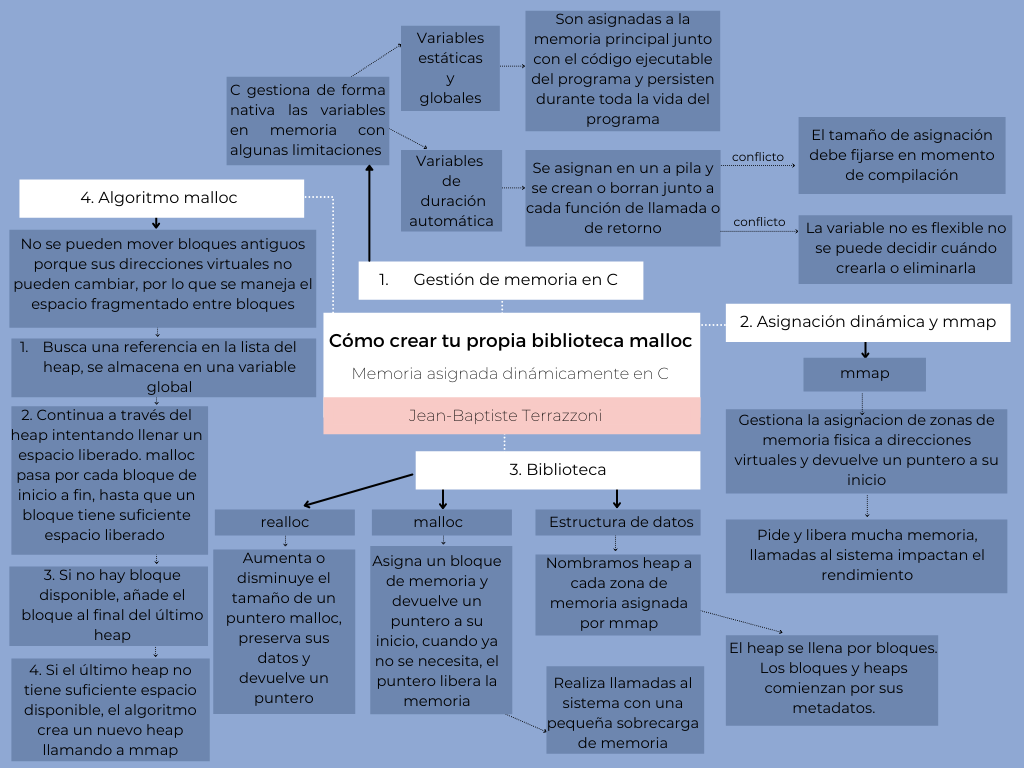 Cómo crear tu propia biblioteca malloc
Memoria asignada dinámicamente en C
Jean-Baptiste Terrazzoni
1. Gestión de memoria en C
C gestiona de forma
nativa las variables
en memoria con
algunas limitaciones
Variables
estáticas
y
globales
Son asignadas a la
memoria principal junto
con el código ejecutable
del programa y persisten
durante toda la vida del
programa
Variables
de
duración
automática
Se asignan en un a pila y
se crean o borran junto a
cada función de llamada o
de retorno
conflicto
El tamaño de asignación
debe fijarse en momento
de compilación
conflicto
La variable no es flexible no
se puede decidir cuándo
crearla o eliminarla
2. Asignación dinámica y mmap
mmap
Gestiona la asignacion de zonas de
memoria fisica a direcciones
virtuales y devuelve un puntero a su
inicio
Pide y libera mucha memoria,
llamadas al sistema impactan el
rendimiento
3. Biblioteca
realloc
Aumenta o
disminuye el
tamaño de un
puntero malloc,
preserva sus
datos y
devuelve un
puntero
malloc
Asigna un bloque
de memoria y
devuelve un
puntero a su
inicio, cuando ya
no se necesita, el
puntero libera la
memoria
Realiza llamadas al
sistema con una
pequeña sobrecarga
de memoria
Estructura de datos
Nombramos heap a
cada zona de
memoria asignada
por mmap
El heap se llena por bloques.
Los bloques y heaps
comienzan por sus
metadatos.
4. Algoritmo malloc
No se pueden mover bloques antiguos
porque sus direcciones virtuales no
pueden cambiar, por lo que se maneja el
espacio fragmentado entre bloques
1. Busca una referencia en la lista del
heap, se almacena en una variable
global
2. Continua a través del
heap intentando llenar un
espacio liberado. malloc
pasa por cada bloque de
inicio a fin, hasta que un
bloque tiene suficiente
espacio liberado
3. Si no hay bloque
disponible, añade el
bloque al final del último
heap
4. Si el último heap no
tiene suficiente espacio
disponible, el algoritmo
crea un nuevo heap
llamando a mmap